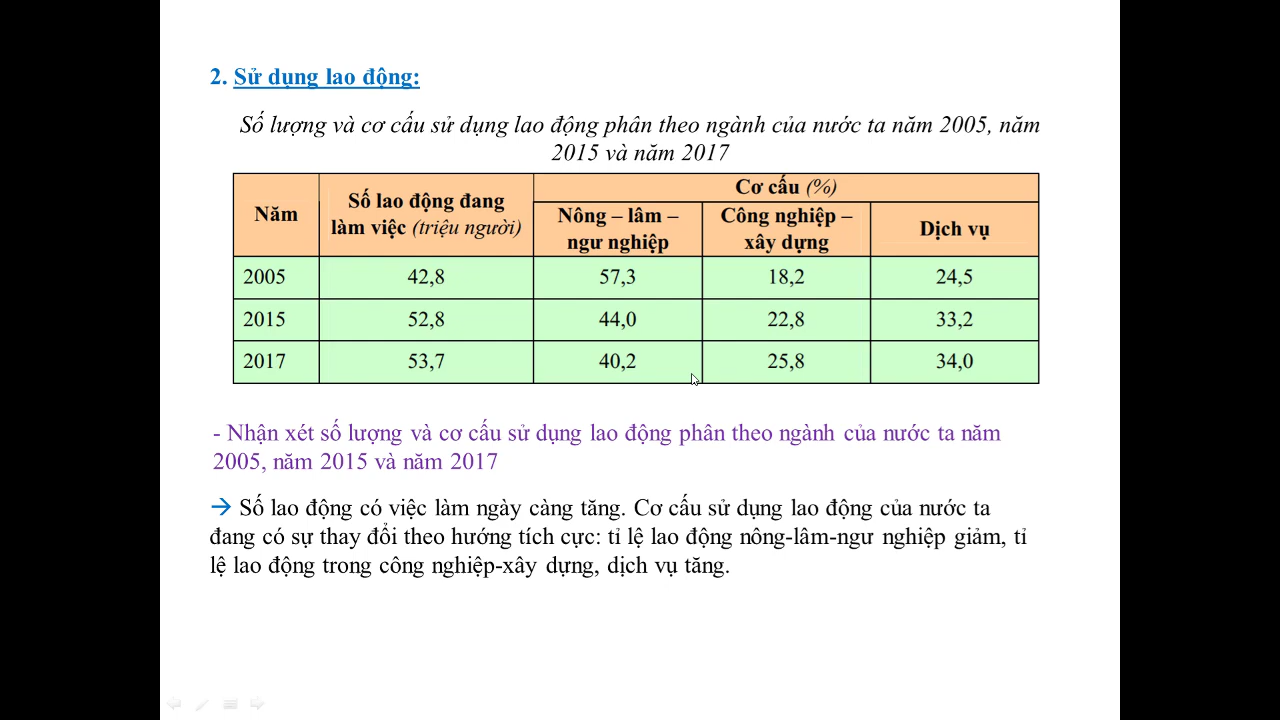 2. Sử dụng lao động:
Số lượng và cơ cấu sử dụng lao động phân theo ngành của nước ta năm 2005, năm
2015 và năm 2017
Năm
Số lao động đang
làm việc (triệu người)
Cơ cấu (%)
Nông – lâm –
ngư nghiệp
Công nghiệp –
xây dựng
Dịch vụ
2005 42,8 57,3 18,2 24,5
2015 52,8 44,0 22,8 33,2
2017 53,7 40,2 25,8 34,0
- Nhận xét số lượng và cơ cấu sử dụng lao động phân theo ngành của nước ta năm
2005, năm 2015 và năm 2017
→ Số lao động có việc làm ngày càng tăng. Cơ cấu sử dụng lao động của nước ta
đang có sự thay đổi theo hướng tích cực: tỉ lệ lao động nông-lâm-ngư nghiệp giảm, tỉ
lệ lao động trong công nghiệp-xây dựng, dịch vụ tăng.